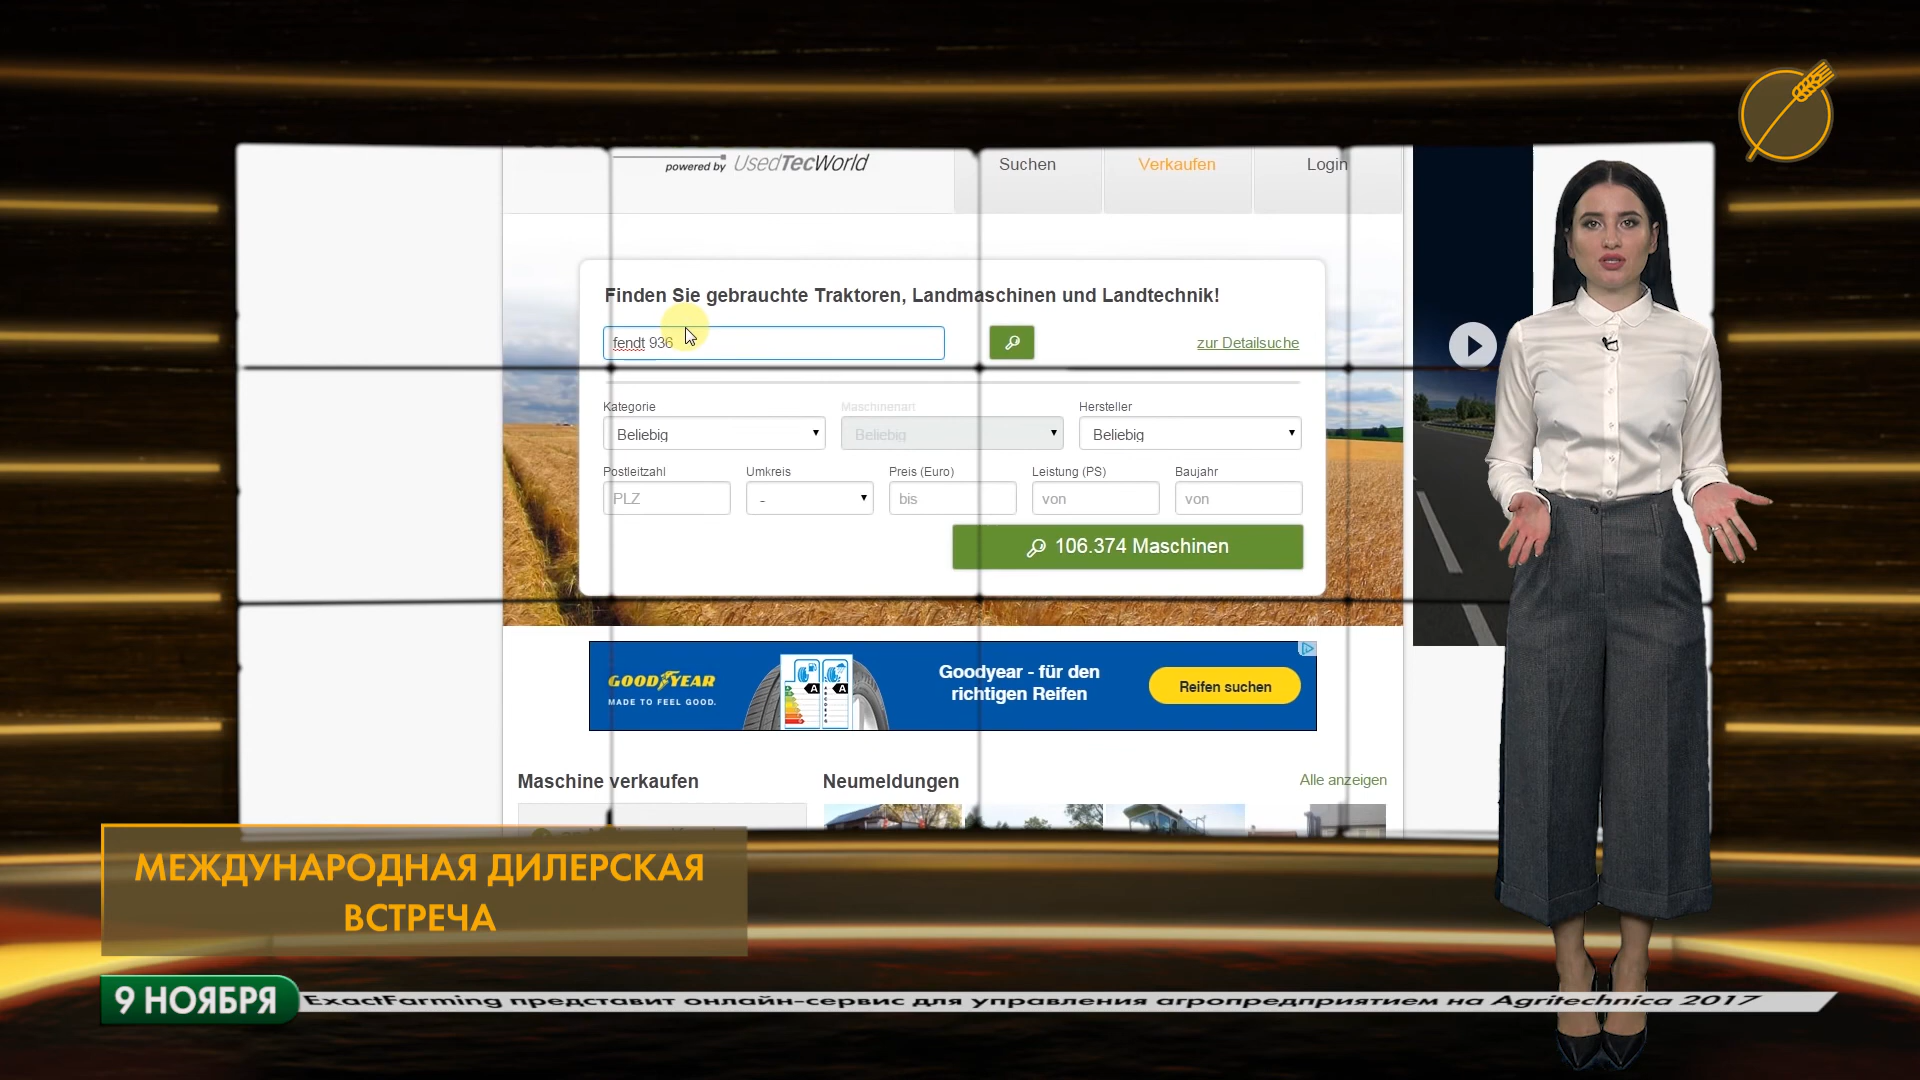 powered by UsedTecWorld
Suchen
Verkaufen
Login
Finden Sie gebrauchte Traktoren, Landmaschinen und Landtechnik!
fendt 936
zur Detailsuche
Kategorie
Maschinenart
Hersteller
Beliebig
Beliebig
Beliebig
Postleitzahl
Umkreis
Preis (Euro)
Leistung (PS)
Baujahr
PLZ
-
bis
von
von
106.374 Maschinen
GOODYEAR
MADE TO FEEL GOOD.
A
A
Goodyear - für den
richtigen Reifen
Reifen suchen
Maschine verkaufen
Neumeldungen
Alle anzeigen
МЕЖДУНАРОДНАЯ ДИЛЕРСКАЯ
ВСТРЕЧА
9 НОЯБРЯ
ExactFarming представит онлайн-сервис для управления агропредприятием на Agritechnica 2017